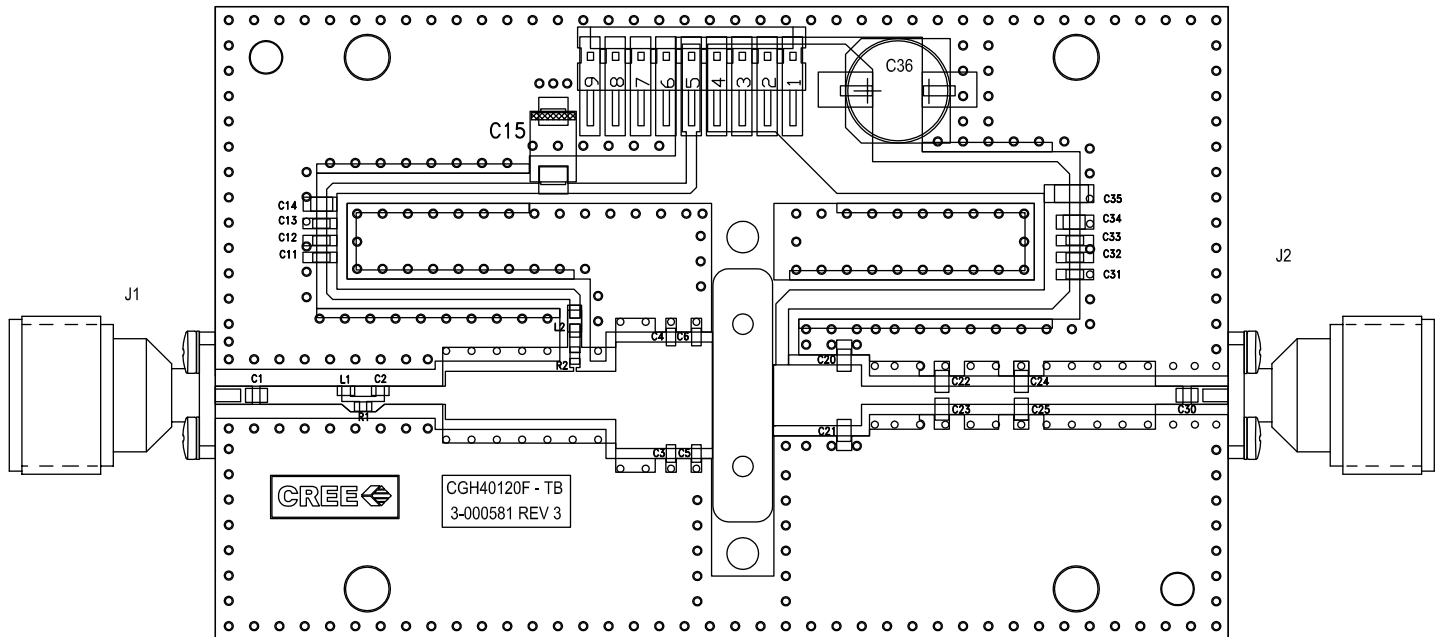 9 8 7 6 5 4 3 2 1
C36
C15
C14
C13
C12
C11
C35
C34
C33
C32
C31
J1
J2
L2
R2
C4 C6
C20
C22 C24
C1
L1 C2
R1
C23 C25
C30
C3 C5
C21
CREE
CGH40120F - TB
3-000581 REV 3